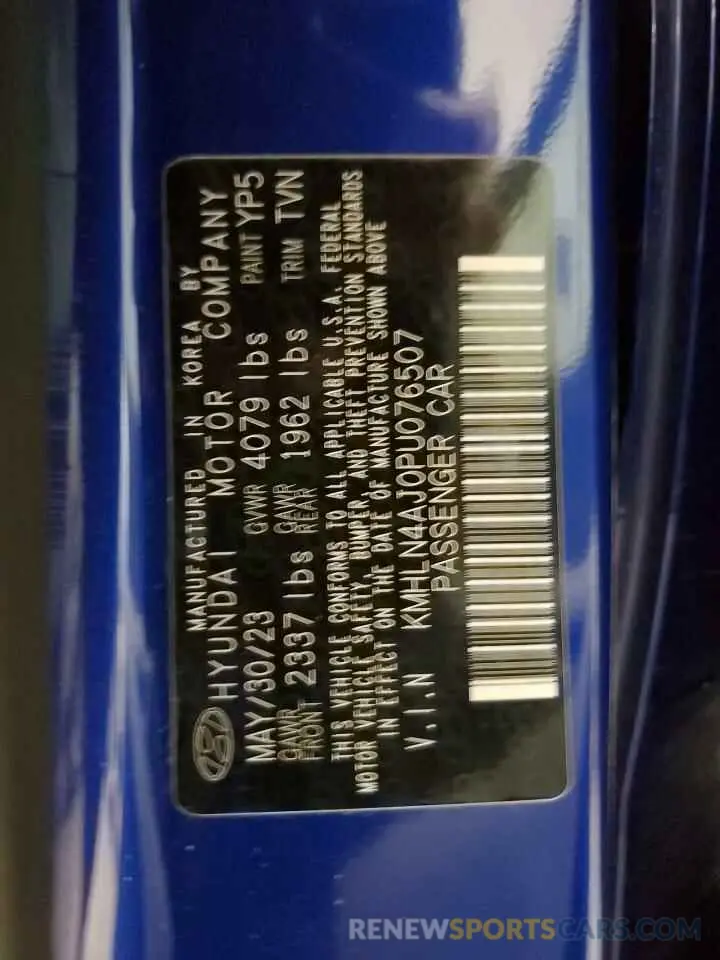 MANUFACTURED IN KOREA BY
HYUNDAI MOTOR COMPANY
MAY/30/23 GVWR 4079 lbs PAINT YP5
GAWR FRONT 2337 lbs GAWR REAR 1962 lbs TRIM TVN
THIS VEHICLE CONFORMS TO ALL APPLICABLE U.S.A. FEDERAL
MOTOR VEHICLE SAFETY, BUMPER, AND THEFT PREVENTION STANDARDS
IN EFFECT ON THE DATE OF MANUFACTURE SHOWN ABOVE
V.I.N KMHLN4AJ0PU076507
PASSENGER CAR
RENEWSPORTSCARS.COM